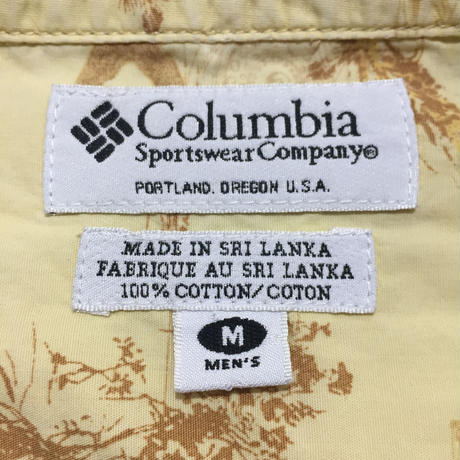 Columbia
Sportswear Company®
PORTLAND, OREGON U.S.A.
MADE IN SRI LANKA
FABRIQUE AU SRI LANKA
100% COTTON/COTON
M
MEN'S